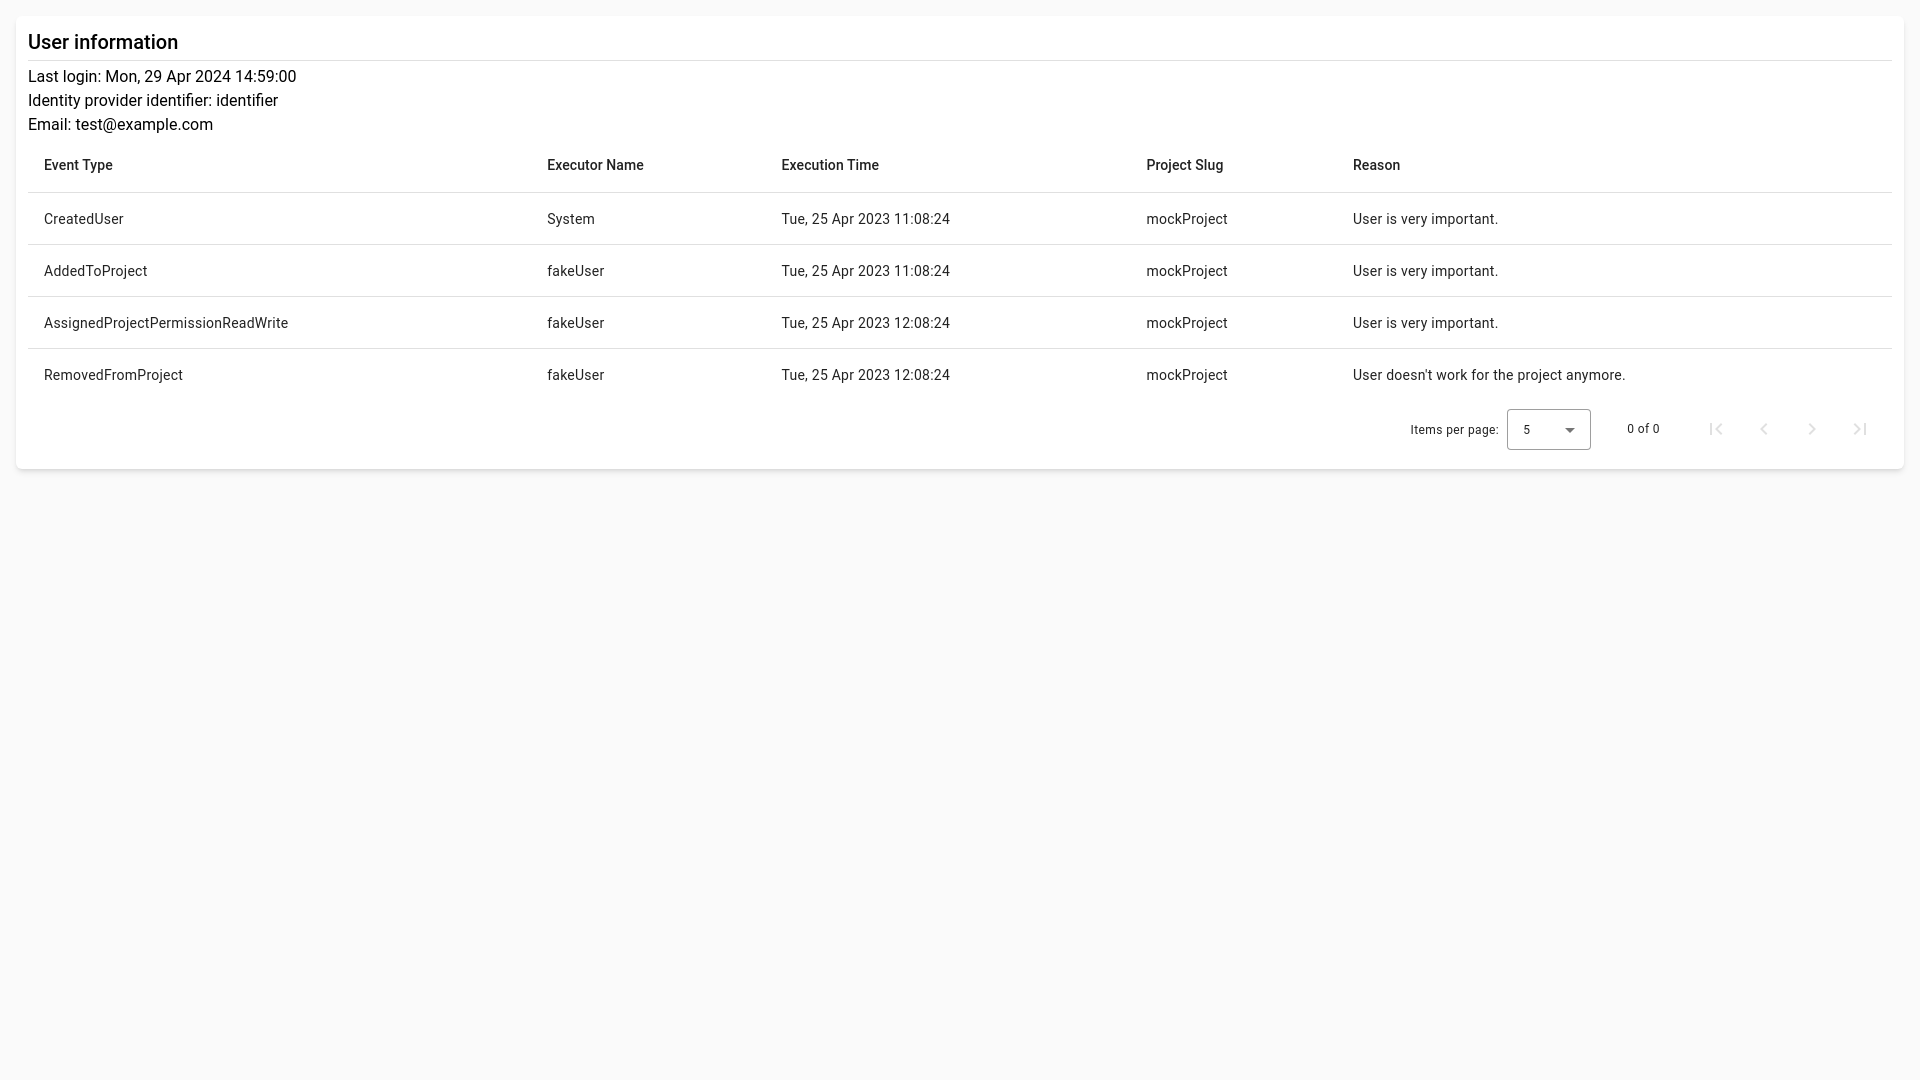 User information
Last login: Mon, 29 Apr 2024 14:59:00
Identity provider identifier: identifier
Email: test@example.com
Event Type Executor Name Execution Time Project Slug Reason
CreatedUser System Tue, 25 Apr 2023 11:08:24 mockProject User is very important.
AddedToProject fakeUser Tue, 25 Apr 2023 11:08:24 mockProject User is very important.
AssignedProjectPermissionReadWrite fakeUser Tue, 25 Apr 2023 12:08:24 mockProject User is very important.
RemovedFromProject fakeUser Tue, 25 Apr 2023 12:08:24 mockProject User doesn't work for the project anymore.
Items per page: 5 0 of 0